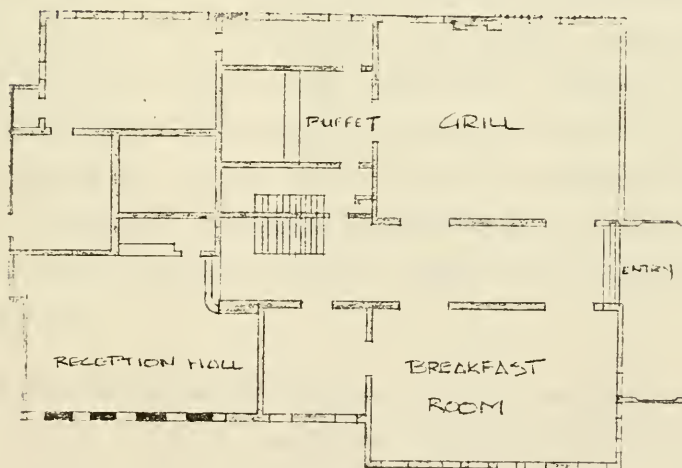 BUFFET
GRILL
ENTRY
RECEPTION HALL
BREAKFAST
ROOM